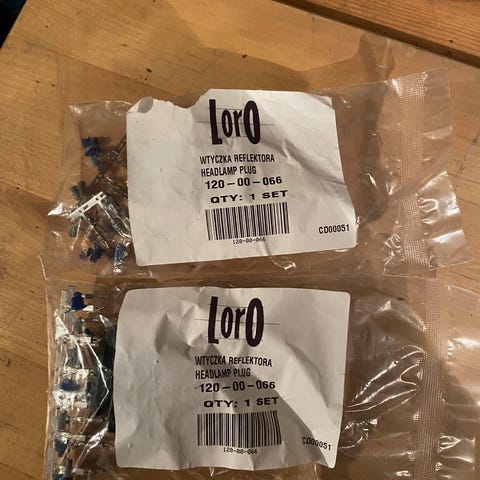 LorO
WTYCZKA REFLEKTORA
HEADLAMP PLUG
120-00-066
QTY: 1 SET
120-00-066
CD00051
LorO
WTYCZKA REFLEKTORA
HEADLAMP PLUG
120-00-066
QTY: 1 SET
120-00-066
CD00051